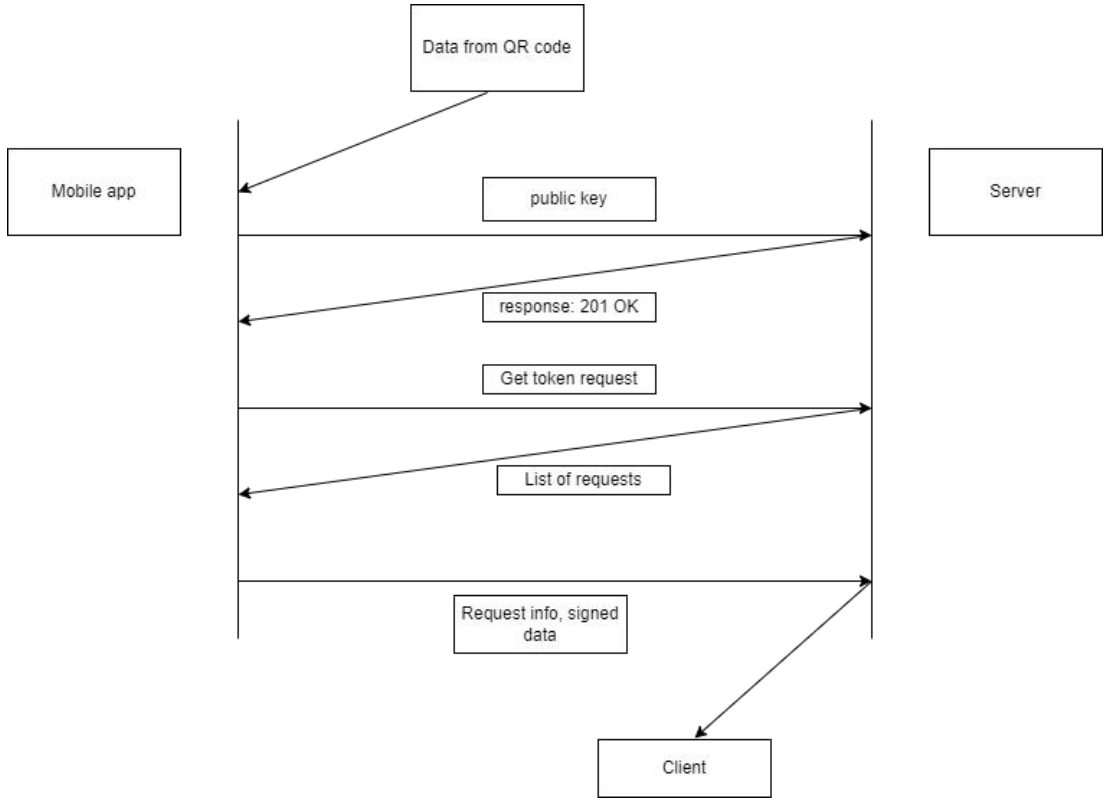 Data from QR code
Mobile app
public key
Server
response: 201 OK
Get token request
List of requests
Request info, signed
data
Client